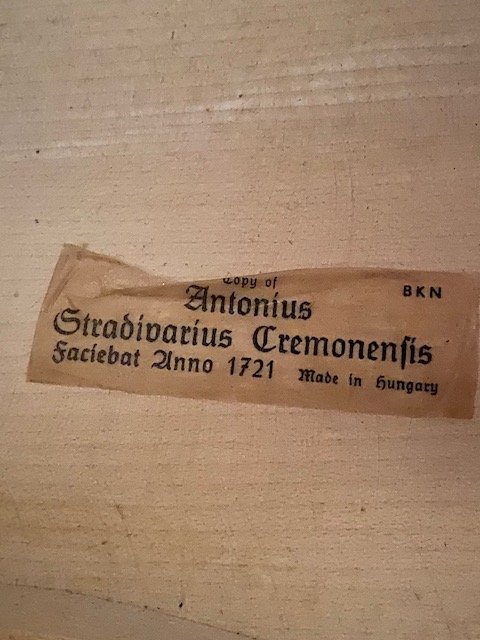 Copy of BKN
Antonius
Stradivarius Cremonensis
Faciebat Anno 1721 Made in Hungary